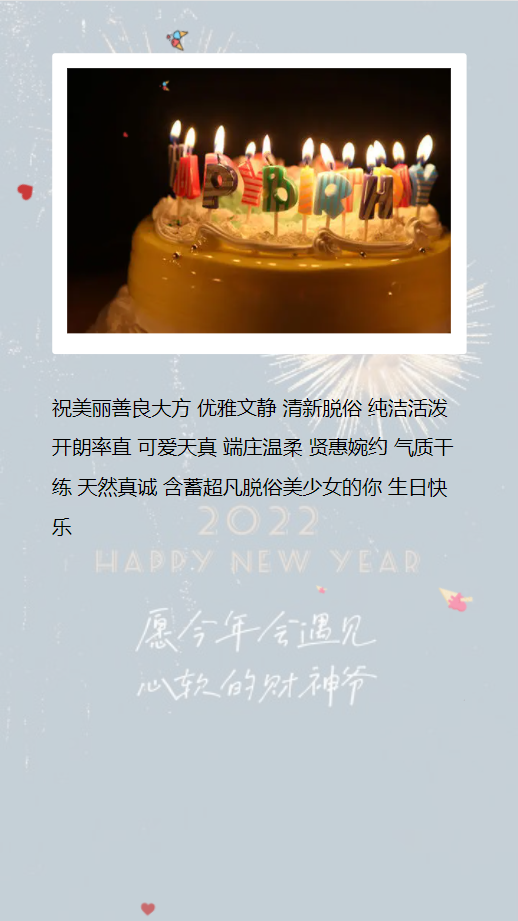 祝美丽善良大方 优雅文静 清新脱俗 纯洁活泼
开朗率直 可爱天真 端庄温柔 贤惠婉约 气质干
练 天然真诚 含蓄超凡脱俗美少女的你 生日快
乐
2022
HAPPY NEW YEAR
愿今年会遇见
心软的财神爷